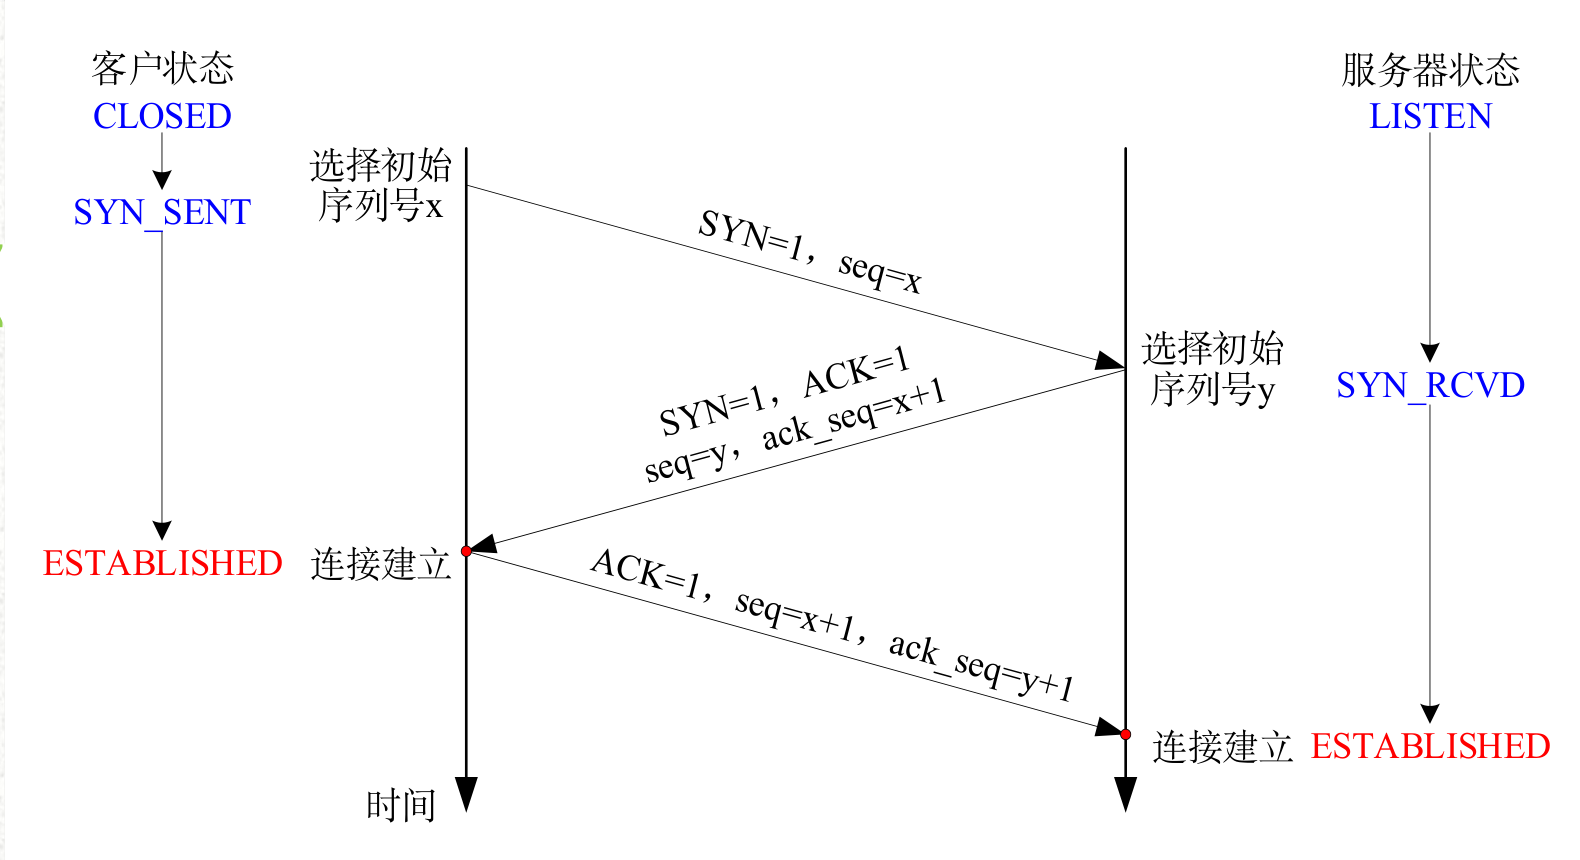 客户状态
CLOSED
服务器状态
LISTEN
选择初始
序列号x
SYN_SENT
SYN=1，seq=x
选择初始
序列号y
SYN_RCVD
SYN=1，ACK=1
seq=y，ack_seq=x+1
ESTABLISHED
连接建立
ACK=1，seq=x+1，ack_seq=y+1
连接建立
ESTABLISHED
时间